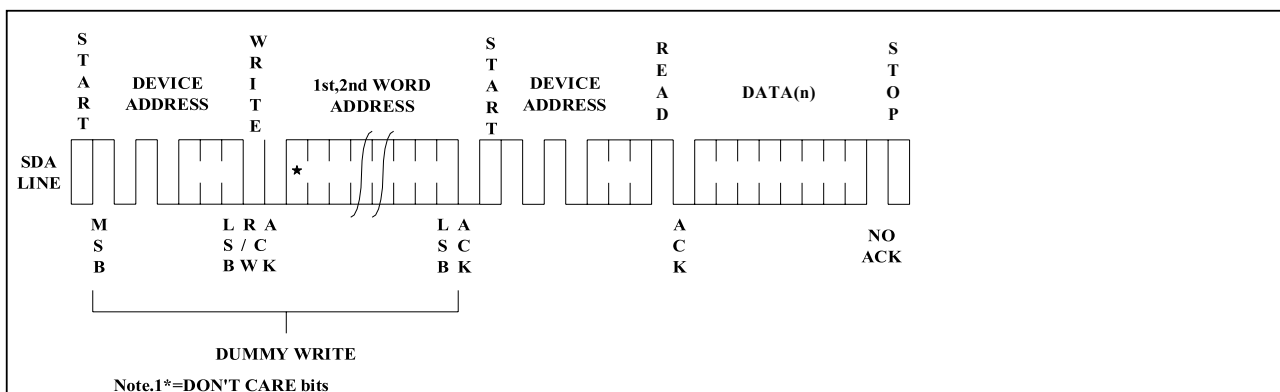 START
DEVICE
ADDRESS
WRITE
1st,2nd WORD
ADDRESS
START
DEVICE
ADDRESS
READ
DATA(n)
STOP
SDA
LINE
★
MSB
LSB
R/W
ACK
LSB
ACK
ACK
NO
ACK
DUMMY WRITE
Note.1*=DON'T CARE bits